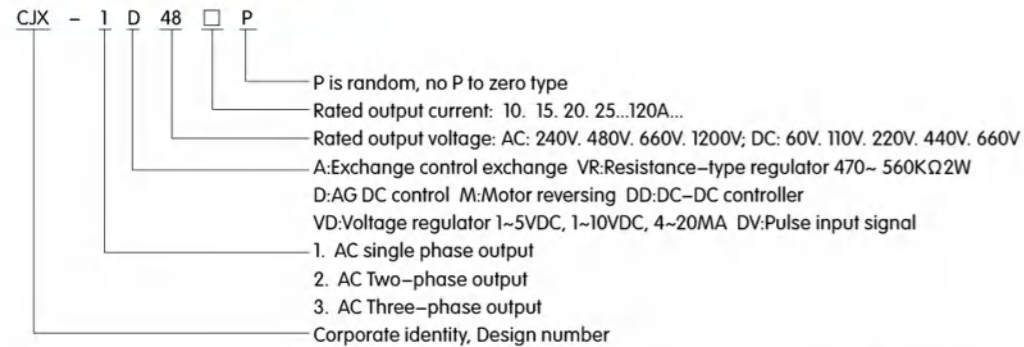 CJX - 1 D 48 □ P
P is random, no P to zero type
Rated output current: 10. 15. 20. 25...120A...
Rated output voltage: AC: 240V. 480V. 660V. 1200V; DC: 60V. 110V. 220V. 440V. 660V
A:Exchange control exchange VR:Resistance-type regulator 470~ 560KΩ2W
D:AG DC control M:Motor reversing DD:DC-DC controller
VD:Voltage regulator 1~5VDC, 1~10VDC, 4~20MA DV:Pulse input signal
1. AC single phase output
2. AC Two-phase output
3. AC Three-phase output
Corporate identity, Design number